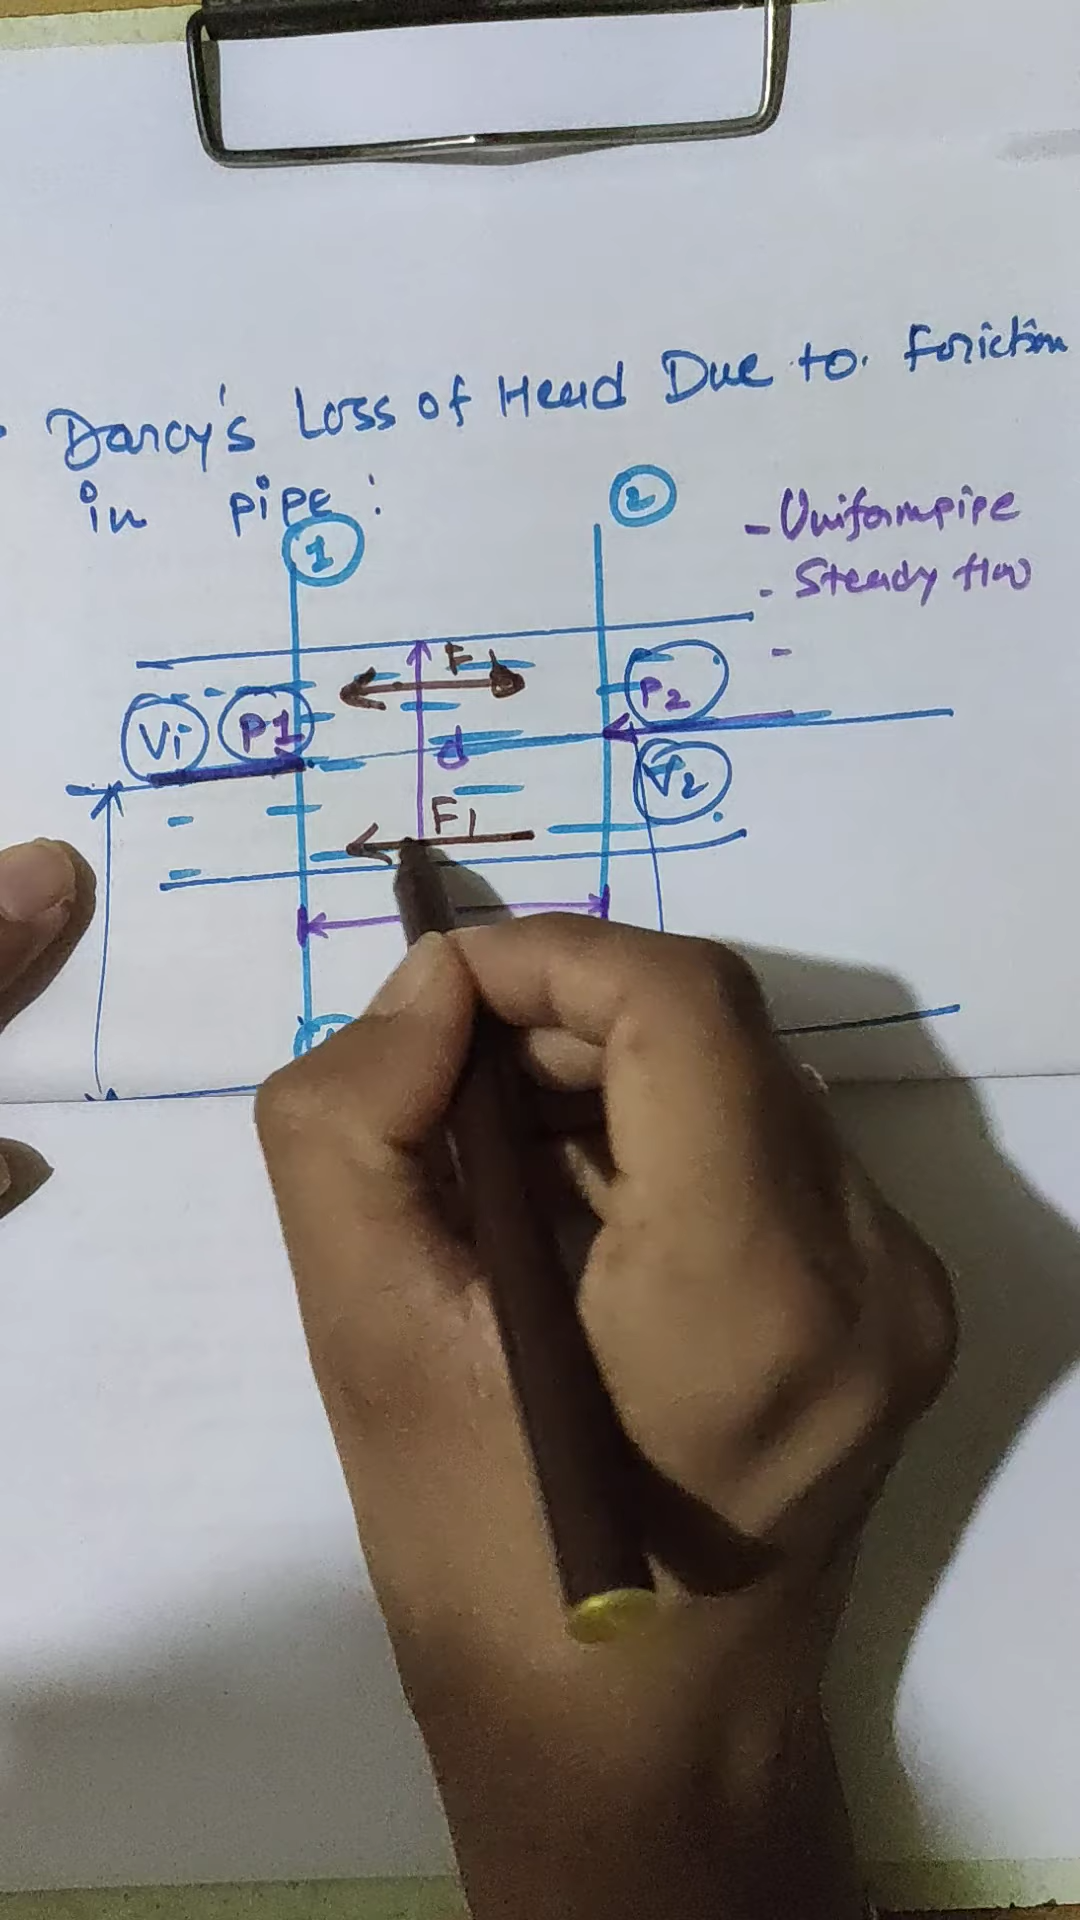 Darcy's Loss of Head Due to friction
in pipe :
1
2
- Uniform pipe
- Steady flow
-
F1
V1
P1
P2
d
V2
F1